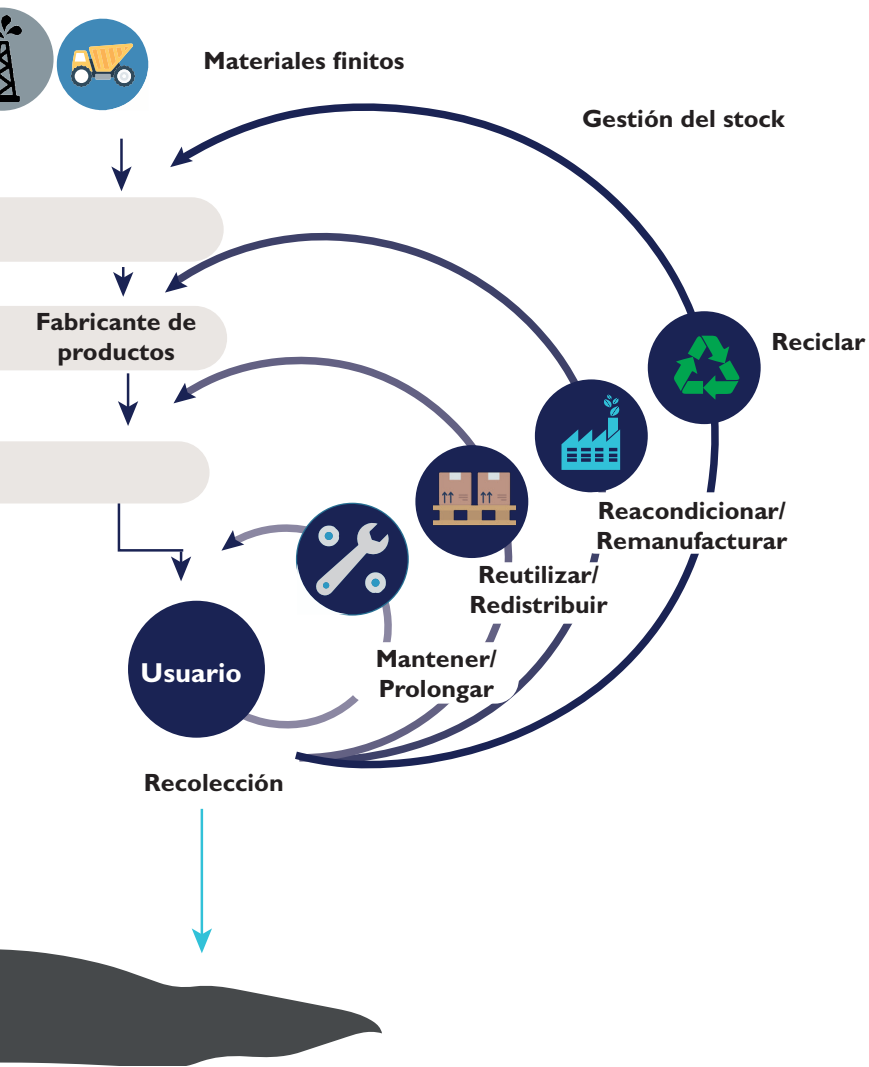 Materiales finitos
Gestión del stock
Fabricante de
productos
Reciclar
Reacondicionar/
Remanufacturar
Reutilizar/
Redistribuir
Mantener/
Prolongar
Usuario
Recolección